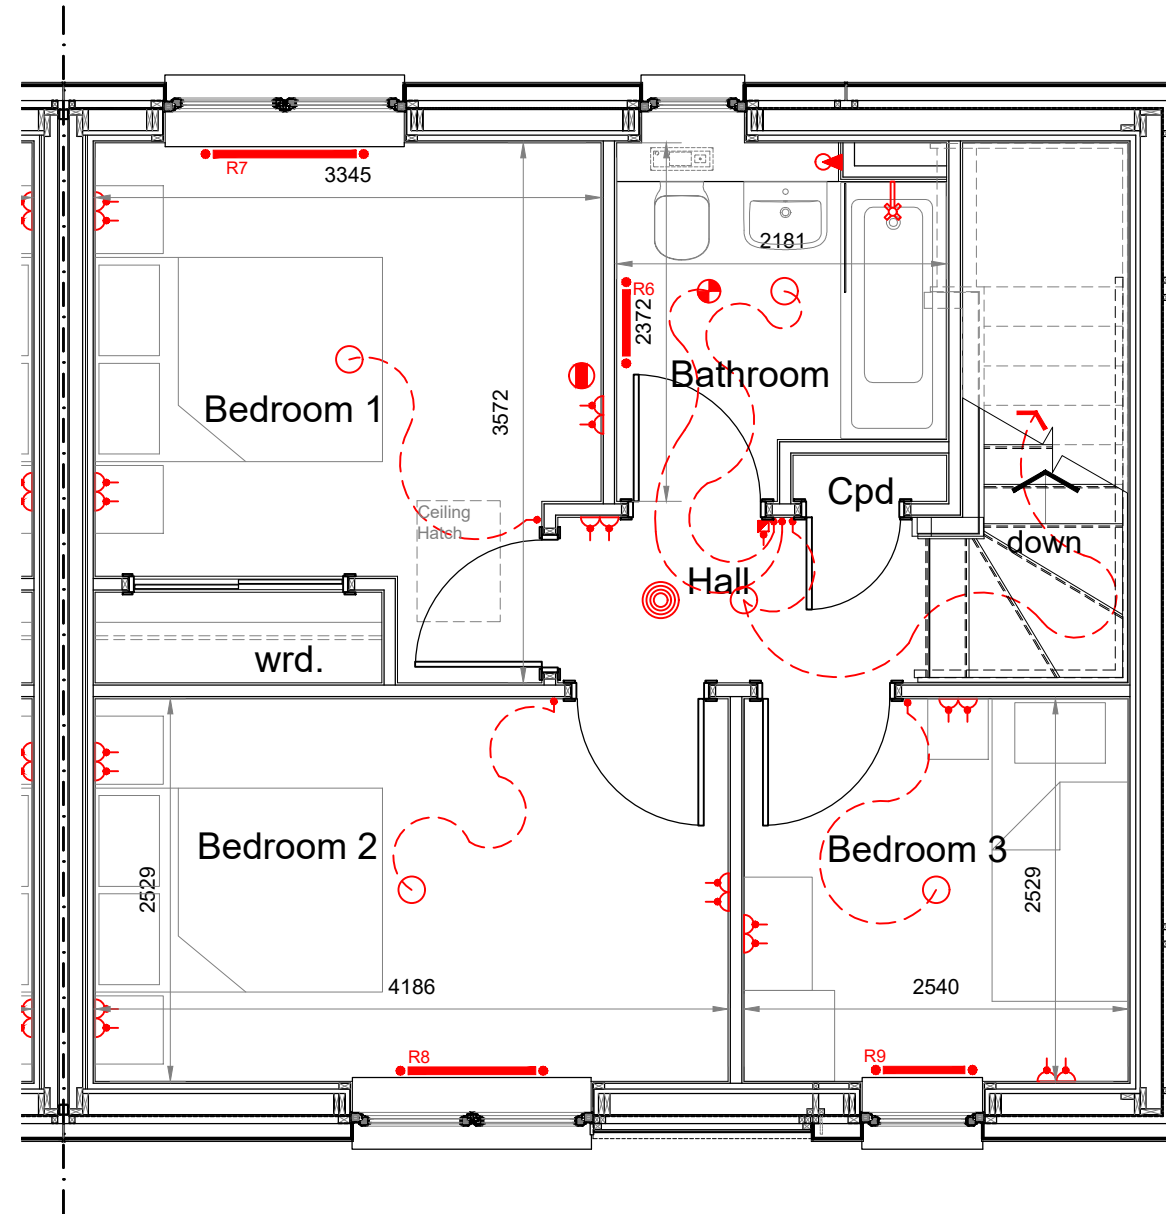 R7
3345
2181
R6
2372
Bathroom
Bedroom 1
3572
Cpd
Ceiling
Hatch
down
Hall
wrd.
Bedroom 2
Bedroom 3
2529
2529
4186
2540
R8
R9